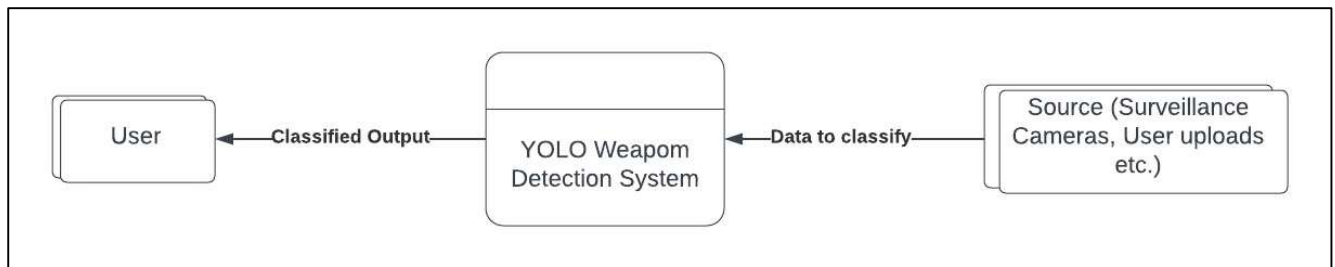 User
Classified Output
YOLO Weapom
Detection System
Data to classify
Source (Surveillance
Cameras, User uploads
etc.)